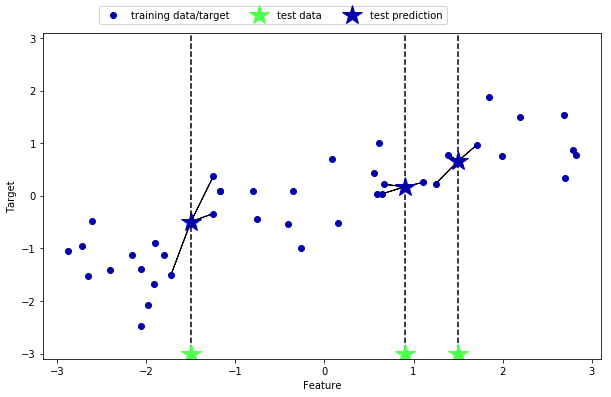 training data/target test data test prediction
3
2
1
0
−1
−2
−3
Target
−3 −2 −1 0 1 2 3
Feature